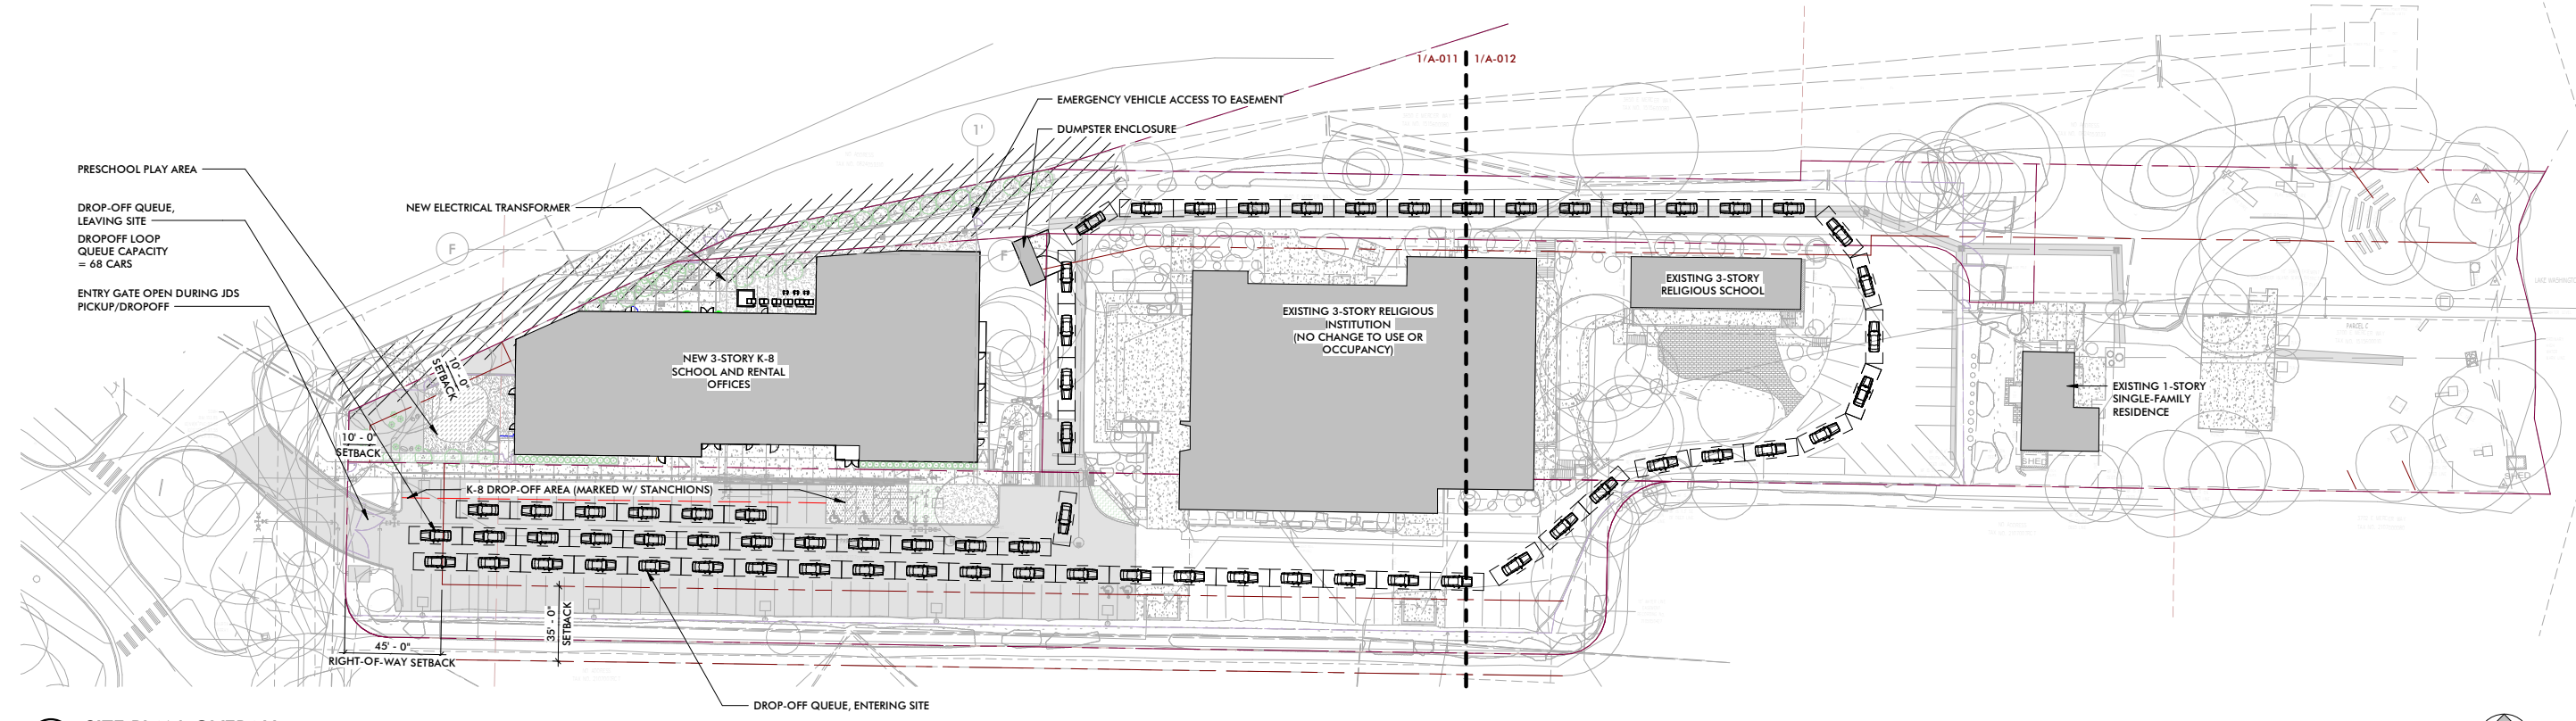 1/A-011
1/A-012
EMERGENCY VEHICLE ACCESS TO EASEMENT
DUMPSTER ENCLOSURE
1'
PRESCHOOL PLAY AREA
DROP-OFF QUEUE,
LEAVING SITE
DROPOFF LOOP
QUEUE CAPACITY
= 68 CARS
ENTRY GATE OPEN DURING JDS
PICKUP/DROPOFF
NEW ELECTRICAL TRANSFORMER
F
F
EXISTING 3-STORY
RELIGIOUS SCHOOL
EXISTING 3-STORY RELIGIOUS
INSTITUTION
(NO CHANGE TO USE OR
OCCUPANCY)
NEW 3-STORY K-8
SCHOOL AND RENTAL
OFFICES
10' - 0"
SETBACK
EXISTING 1-STORY
SINGLE-FAMILY
RESIDENCE
PARCEL C
10' - 0"
SETBACK
SHED
SHED
K-8 DROP-OFF AREA (MARKED W/ STANCHIONS)
35' - 0"
SETBACK
45' - 0"
RIGHT-OF-WAY SETBACK
DROP-OFF QUEUE, ENTERING SITE